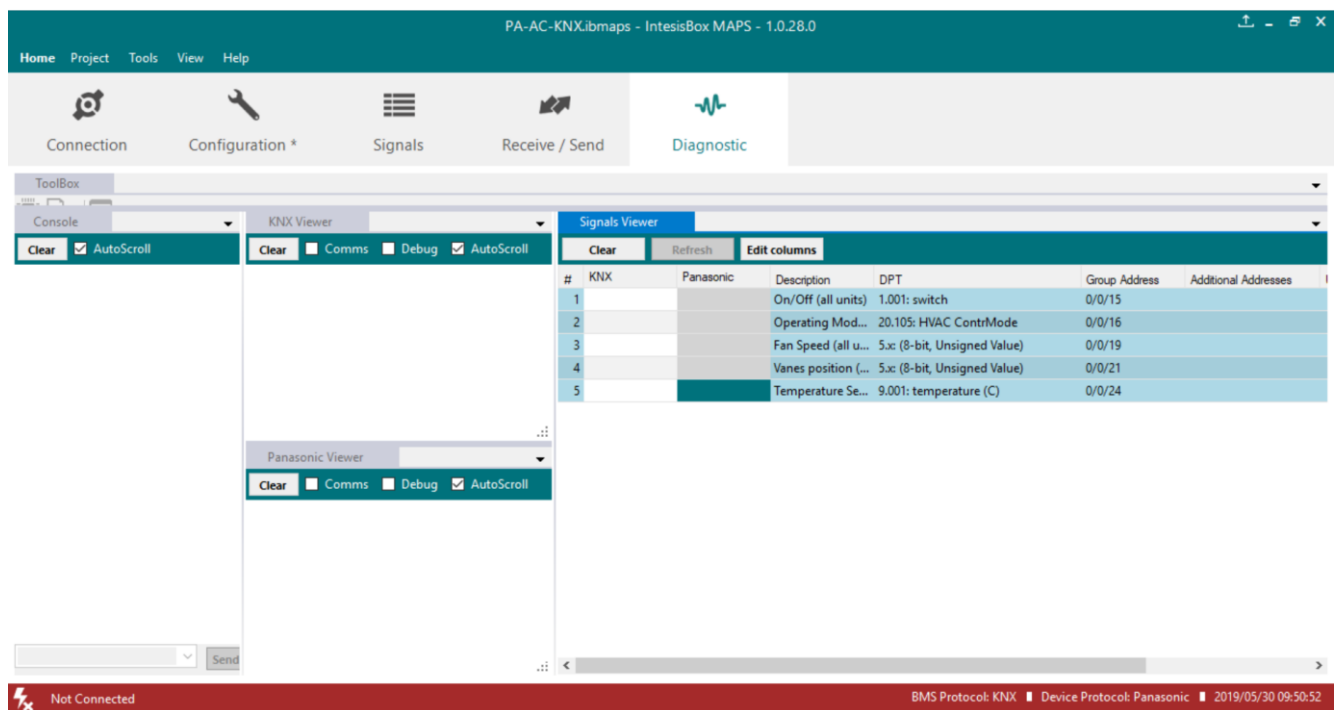 PA-AC-KNX.ibmaps - IntesisBox MAPS - 1.0.28.0
Home Project Tools View Help
Connection Configuration * Signals Receive / Send Diagnostic
ToolBox
Console
Clear AutoScroll
Send
KNX Viewer
Clear Comms Debug AutoScroll
Panasonic Viewer
Clear Comms Debug AutoScroll
Signals Viewer
Clear Refresh Edit columns
# KNX Panasonic Description DPT Group Address Additional Addresses
1 On/Off (all units) 1.001: switch 0/0/15
2 Operating Mod... 20.105: HVAC ContrMode 0/0/16
3 Fan Speed (all u... 5.x: (8-bit, Unsigned Value) 0/0/19
4 Vanes position (... 5.x: (8-bit, Unsigned Value) 0/0/21
5 Temperature Se... 9.001: temperature (C) 0/0/24
Not Connected BMS Protocol: KNX Device Protocol: Panasonic 2019/05/30 09:50:52